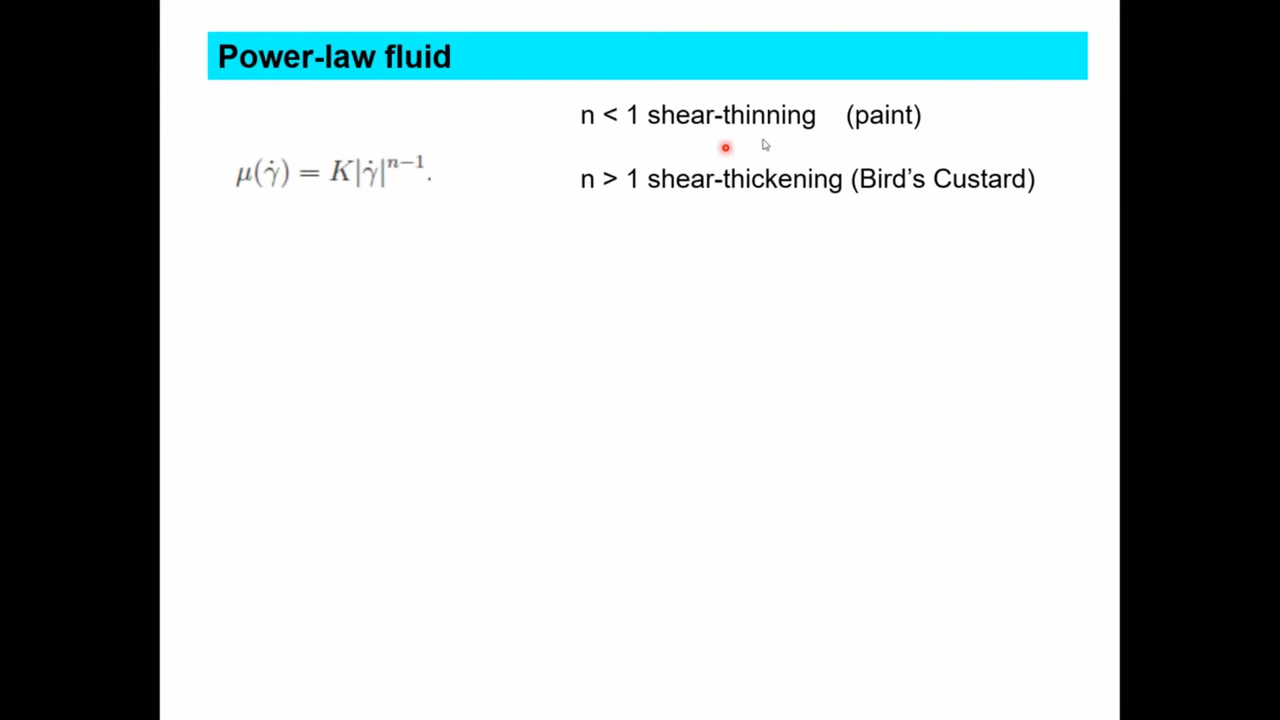 Power-law fluid
n < 1 shear-thinning (paint)
μ(γ̇) = K|γ̇|ⁿ⁻¹.
n > 1 shear-thickening (Bird's Custard)